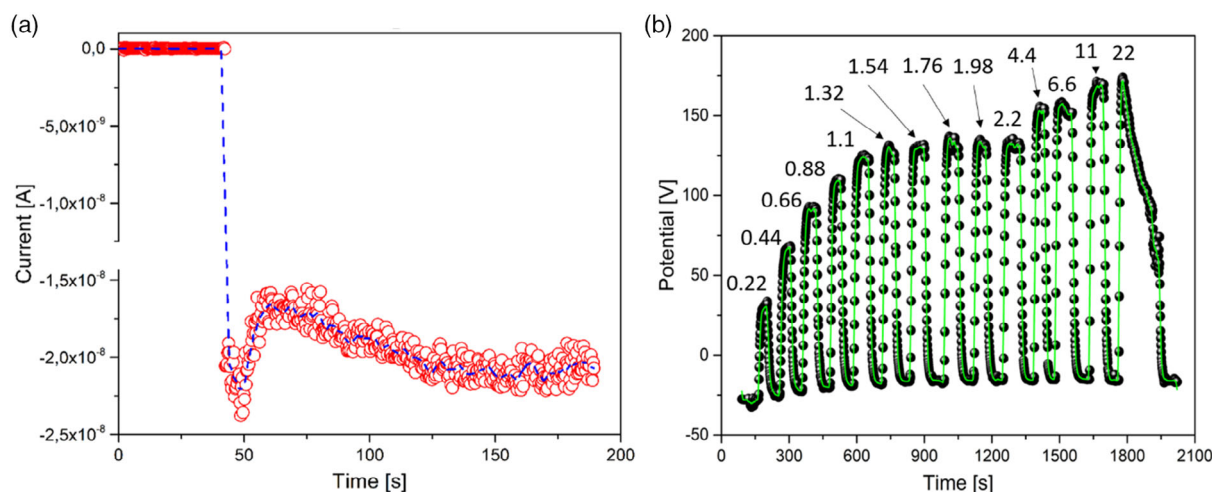 (a)
0,0
-5,0x10⁻⁹
-1,0x10⁻⁸
-1,5x10⁻⁸
-2,0x10⁻⁸
-2,5x10⁻⁸
Current [A]
0 50 100 150 200
Time [s]
(b)
200
150
100
50
0
-50
Potential [V]
0.22
0.44
0.66
0.88
1.1
1.32
1.54
1.76
1.98
2.2
4.4
6.6
11
22
0 300 600 900 1200 1500 1800 2100
Time [s]